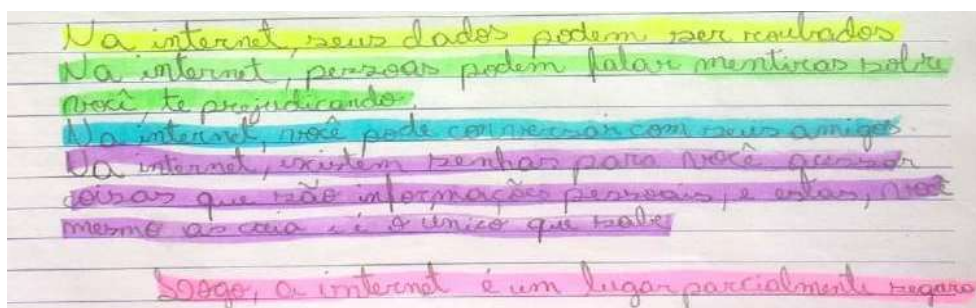 Na internet, seus dados podem ser roubados
Na internet, pessoas podem falar mentiras sobre
você te prejudicando.
Na internet, você pode conversar com seus amigos.
Na internet, existem senhas para você acessar
coisas que são informações pessoais, e estas, você
mesmo as cria e é o único que sabe
Logo, a internet é um lugar parcialmente seguro